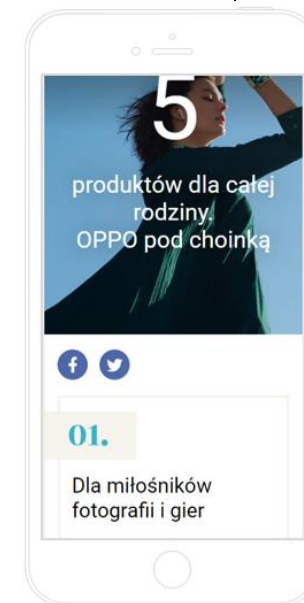 5
produktów dla całej
rodziny.
OPPO pod choinką
01.
Dla miłośników
fotografii i gier